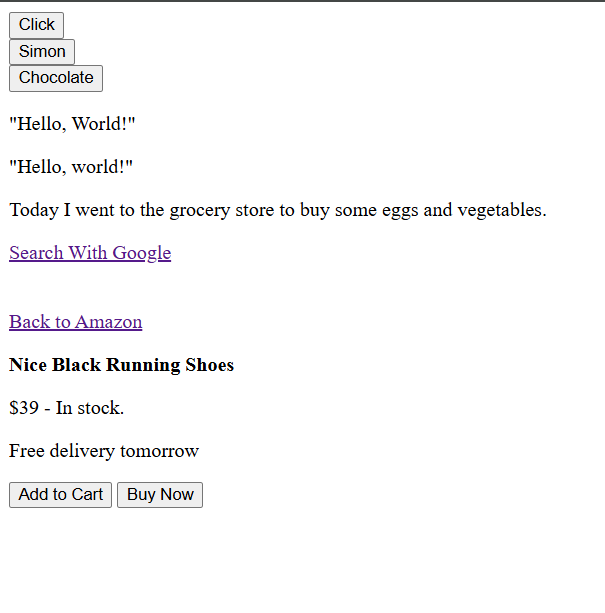 Click
Simon
Chocolate
"Hello, World!"
"Hello, world!"
Today I went to the grocery store to buy some eggs and vegetables.
Search With Google
Back to Amazon
Nice Black Running Shoes
$39 - In stock.
Free delivery tomorrow
Add to Cart Buy Now